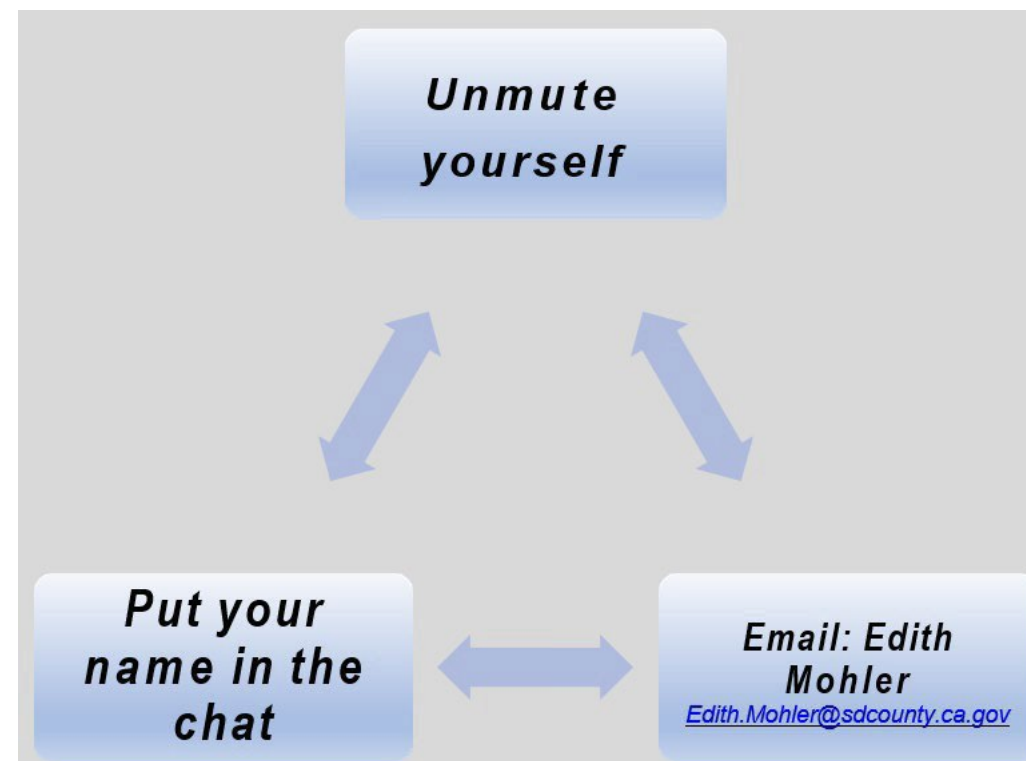 Unmute
yourself
Put your
name in the
chat
Email: Edith
Mohler
Edith.Mohler@sdcounty.ca.gov